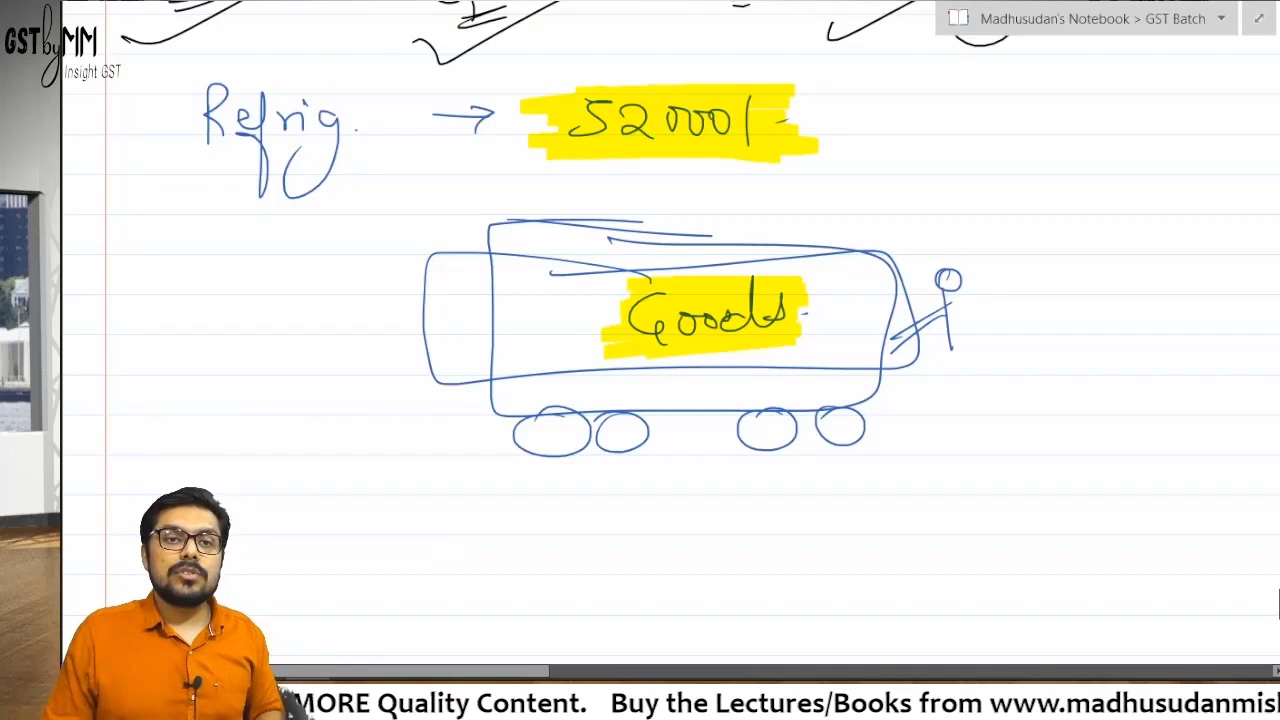 GST by MM
Insight GST
Madhusudan's Notebook > GST Batch
Refrig. → 52000/-
Goods
MORE Quality Content. Buy the Lectures/Books from www.madhusudanmis